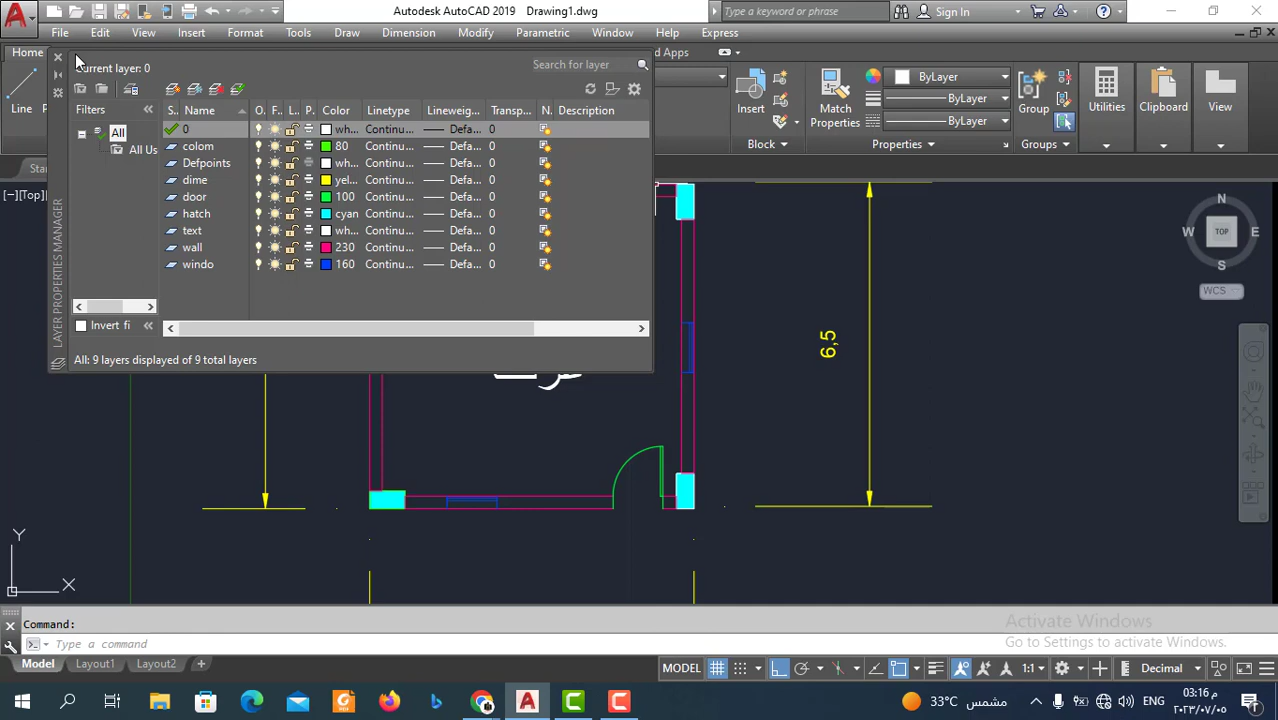 Autodesk AutoCAD 2019 Drawing1.dwg
Type a keyword or phrase
Sign In
File Edit View Insert Format Tools Draw Dimension Modify Parametric Window Help Express
Home
Current layer: 0
Search for layer
Filters
S.. Name O. F. L.. P. Color Linetype Lineweig... Transp... N. Description
All
All Us
0 wh... Continu... Defa... 0
colom 80 Continu... Defa... 0
Defpoints wh... Continu... Defa... 0
dime yel... Continu... Defa... 0
door 100 Continu... Defa... 0
hatch cyan Continu... Defa... 0
text wh... Continu... Defa... 0
wall 230 Continu... Defa... 0
windo 160 Continu... Defa... 0
Invert fi
All: 9 layers displayed of 9 total layers
LAYER PROPERTIES MANAGER
Line
Insert
Block
Match
Properties
ByLayer
ByLayer
ByLayer
Properties
Group
Groups
Utilities
Clipboard
View
[−][Top]
N
W TOP E
S
WCS
6,5
Y
X
Command:
Type a command
Activate Windows
Go to Settings to activate Windows.
Model Layout1 Layout2 +
MODEL 1:1 Decimal
33°C مشمس
ENG
03:16 م
٢٠٢٣/٠٧/٠٥